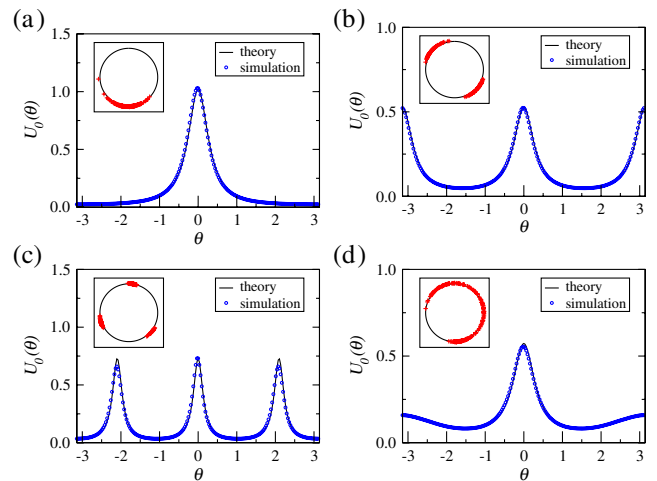 (a)
1.5
1.0
0.5
0.0
U0(θ)
theory
simulation
-3 -2 -1 0 1 2 3
θ
(b)
1.0
0.5
0.0
U0(θ)
theory
simulation
-3 -2 -1 0 1 2 3
θ
(c)
1.5
1.0
0.5
0.0
U0(θ)
theory
simulation
-3 -2 -1 0 1 2 3
θ
(d)
1.0
0.5
0.0
U0(θ)
theory
simulation
-3 -2 -1 0 1 2 3
θ